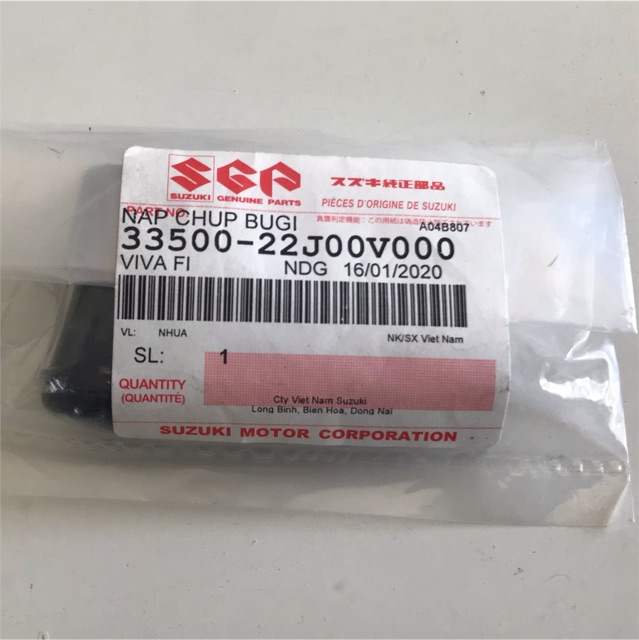 SGP
スズキ純正部品
SUZUKI GENUINE PARTS
PIÈCES D'ORIGINE DE SUZUKI
PART NO.
NAP CHUP BUGI
A04B807
33500-22J00V000
VIVA FI NDG 16/01/2020
VL: NHUA NK/SX Viet Nam
SL: 1
QUANTITY
(QUANTITÉ)
Cty Viet Nam Suzuki
Long Binh, Bien Hoa, Dong Nai
SUZUKI MOTOR CORPORATION